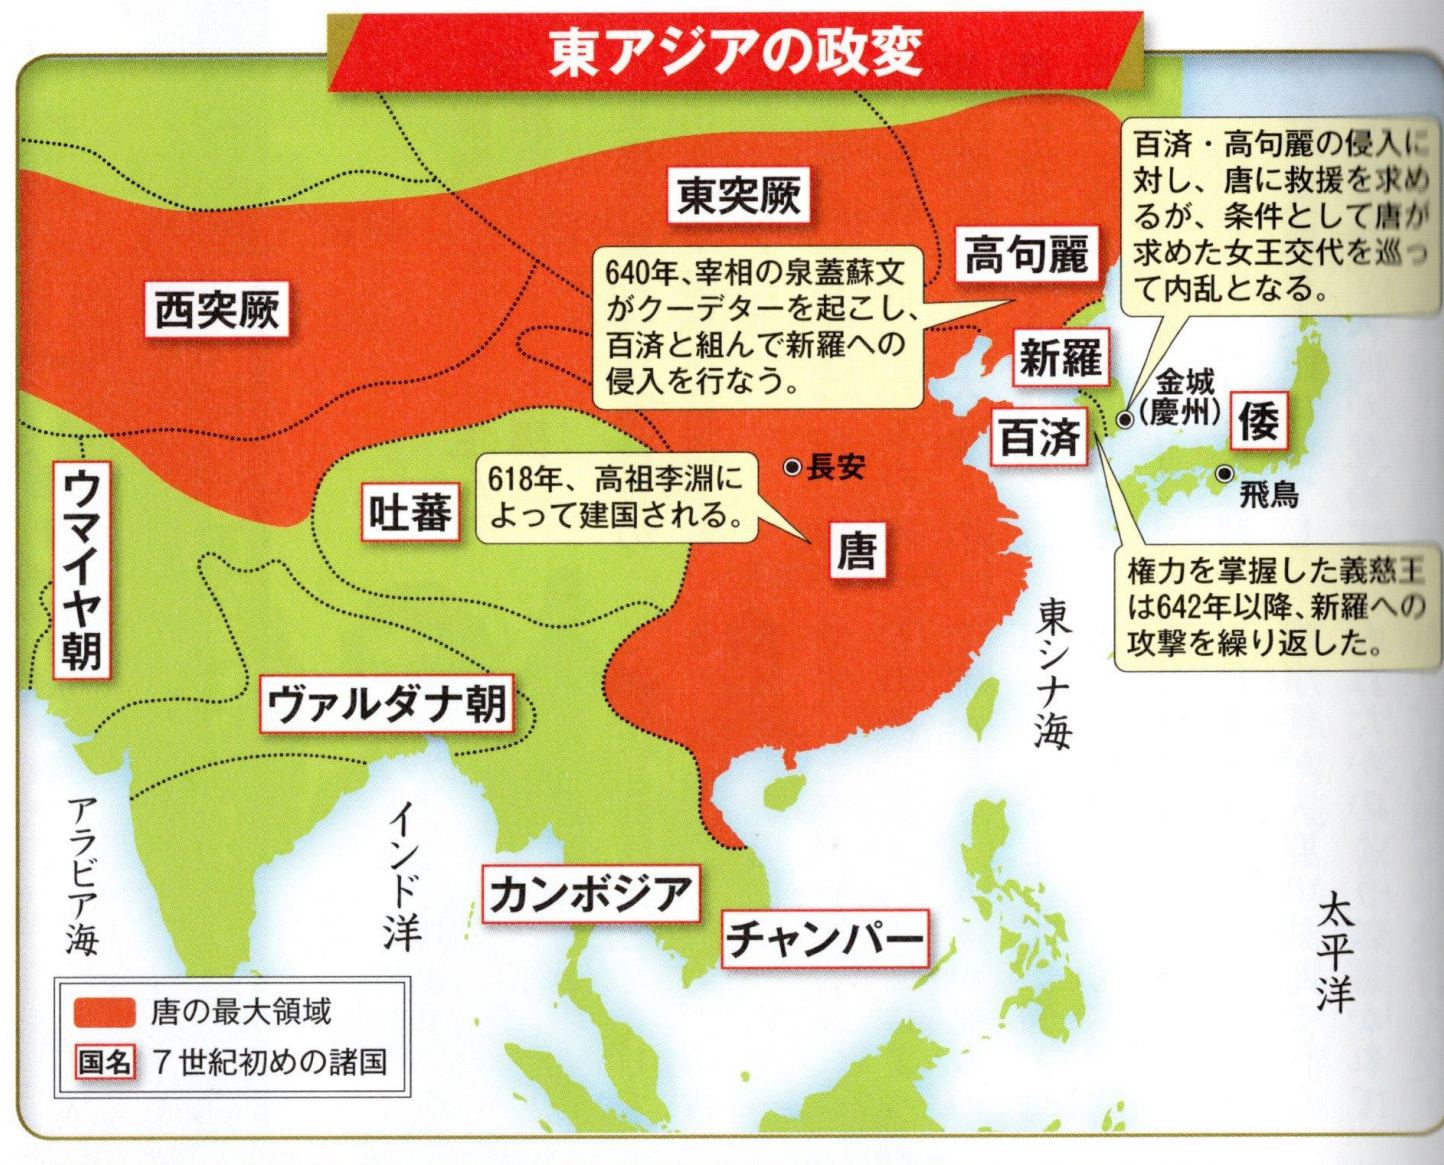 東アジアの政変
百済・高句麗の侵入に
対し、唐に救援を求め
るが、条件として唐が
求めた女王交代を巡っ
て内乱となる。
東突厥
高句麗
640年、宰相の泉蓋蘇文
がクーデターを起こし、
百済と組んで新羅への
侵入を行なう。
西突厥
新羅
金城
(慶州)
倭
百済
長安
飛鳥
ウマイヤ朝
吐蕃
618年、高祖李淵に
よって建国される。
唐
権力を掌握した義慈王
は642年以降、新羅への
攻撃を繰り返した。
東シナ海
ヴァルダナ朝
アラビア海
インド洋
カンボジア
チャンパー
太平洋
唐の最大領域
国名 7世紀初めの諸国